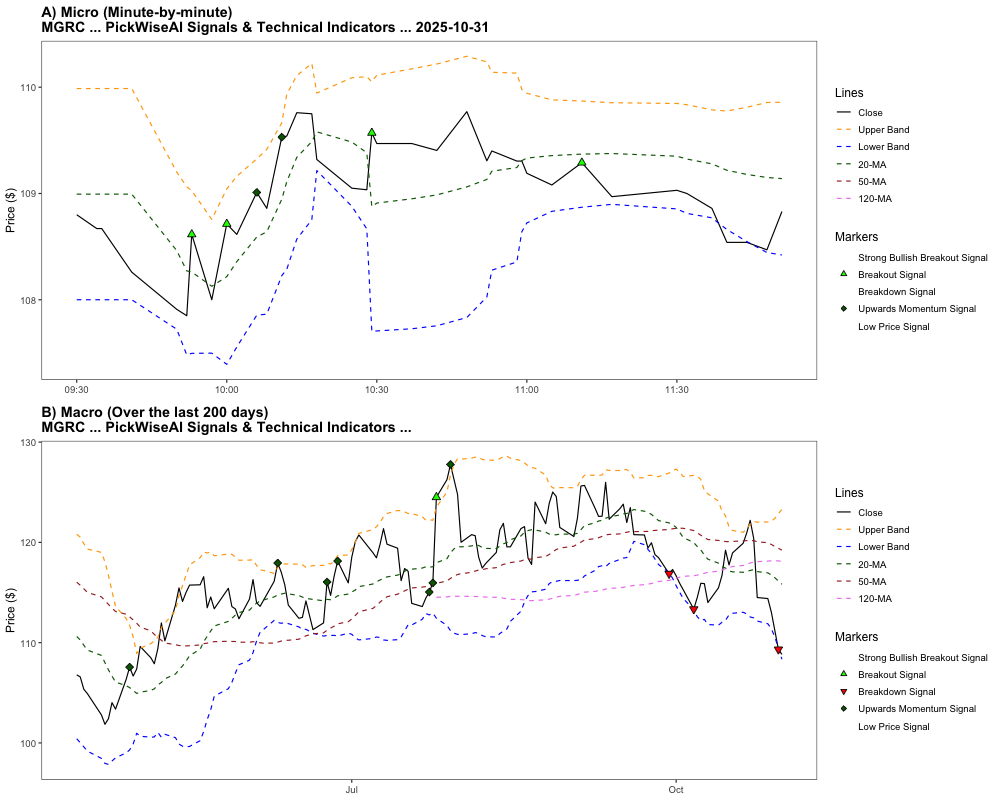 A) Micro (Minute-by-minute)
MGRC ... PickWiseAI Signals & Technical Indicators ... 2025-10-31
Price ($)
110
109
108
09:30
10:00
10:30
11:00
11:30
Lines
Close
Upper Band
Lower Band
20-MA
50-MA
120-MA
Markers
Strong Bullish Breakout Signal
Breakout Signal
Breakdown Signal
Upwards Momentum Signal
Low Price Signal
B) Macro (Over the last 200 days)
MGRC ... PickWiseAI Signals & Technical Indicators ...
Price ($)
130
120
110
100
Jul
Oct
Lines
Close
Upper Band
Lower Band
20-MA
50-MA
120-MA
Markers
Strong Bullish Breakout Signal
Breakout Signal
Breakdown Signal
Upwards Momentum Signal
Low Price Signal